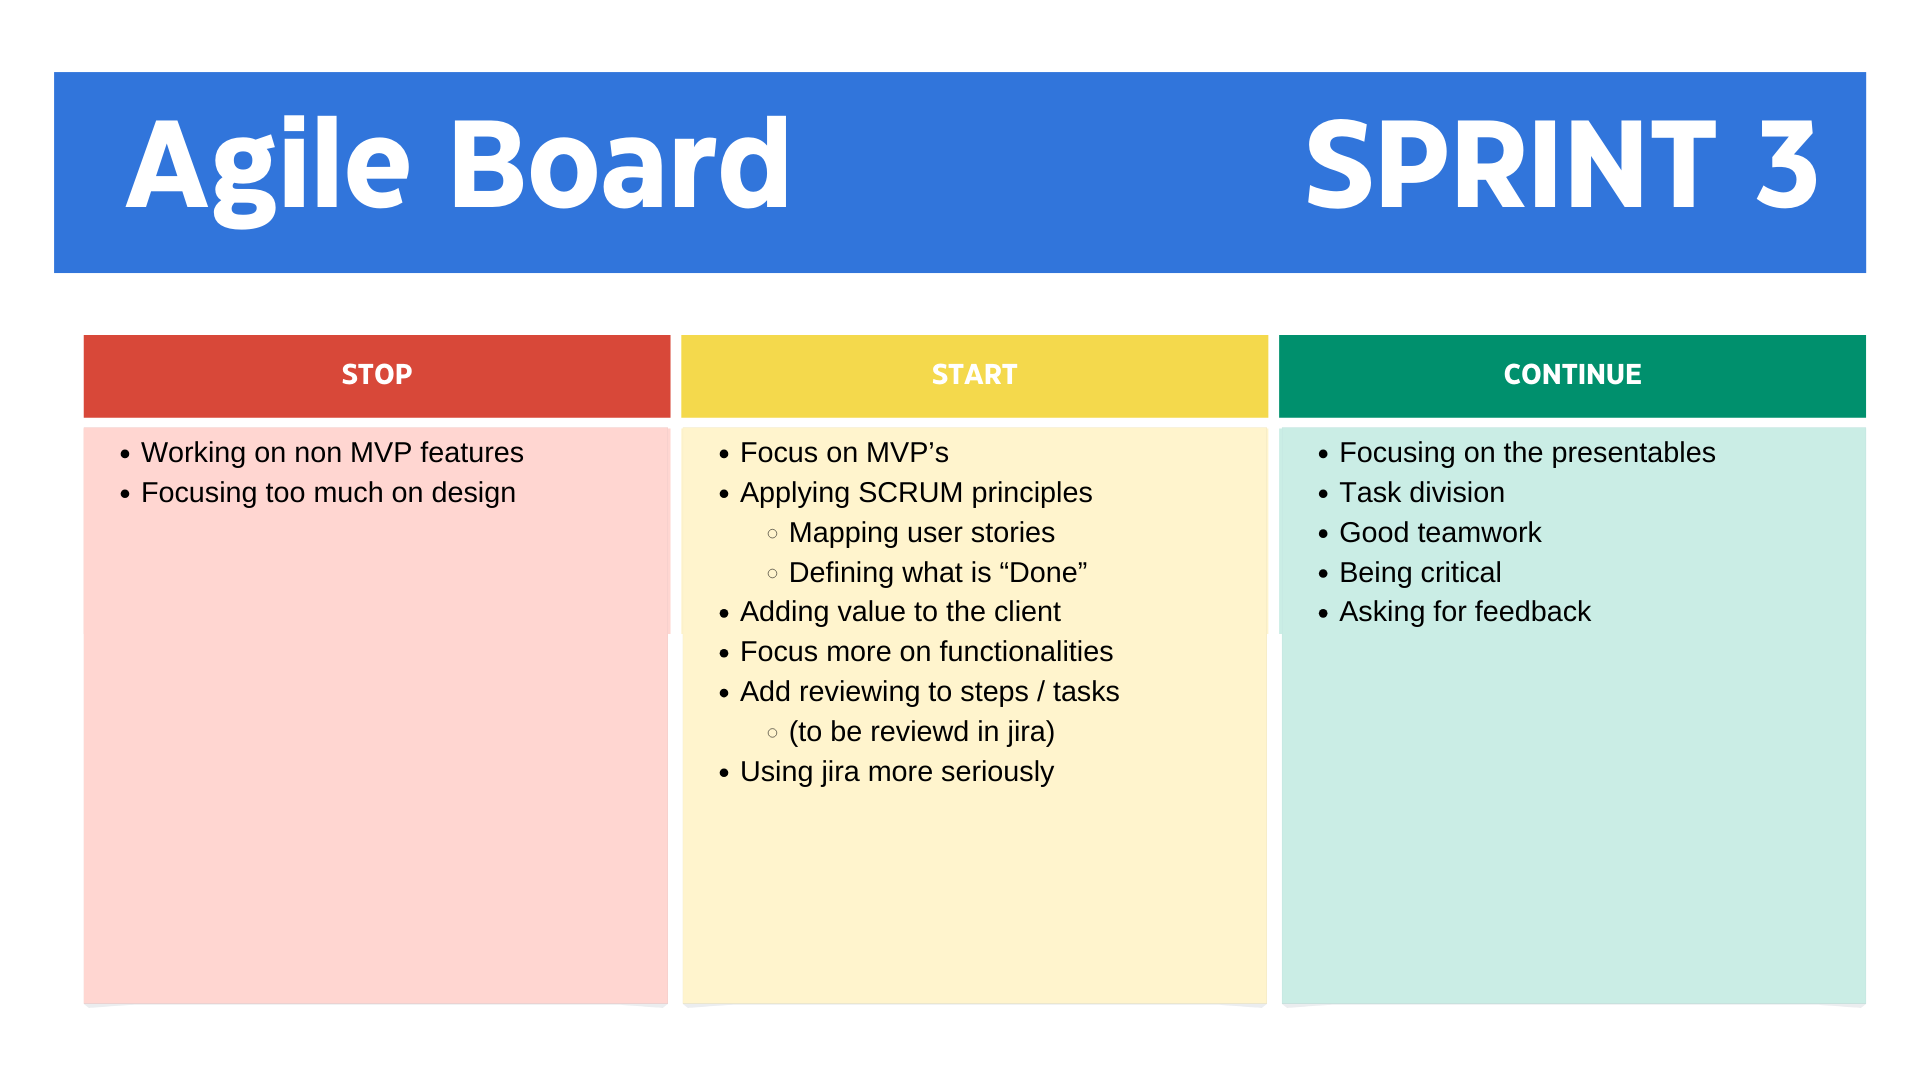 Agile Board
SPRINT 3
STOP
• Working on non MVP features
• Focusing too much on design
START
• Focus on MVP’s
• Applying SCRUM principles
◦ Mapping user stories
◦ Defining what is “Done”
• Adding value to the client
• Focus more on functionalities
• Add reviewing to steps / tasks
◦ (to be reviewd in jira)
• Using jira more seriously
CONTINUE
• Focusing on the presentables
• Task division
• Good teamwork
• Being critical
• Asking for feedback